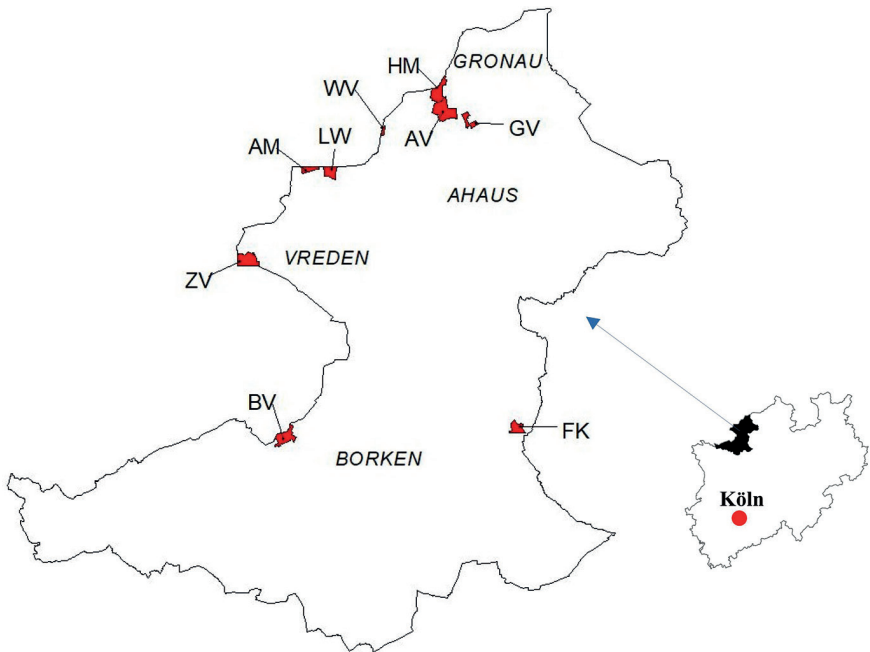 GRONAU
HM
WV
AV
GV
LW
AM
AHAUS
VREDEN
ZV
BV
FK
BORKEN
Köln